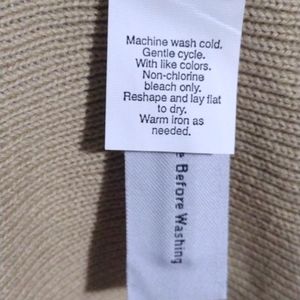 Machine wash cold.
Gentle cycle.
With like colors.
Non-chlorine
bleach only.
Reshape and lay flat
to dry.
Warm iron as
needed.
e Before Washing